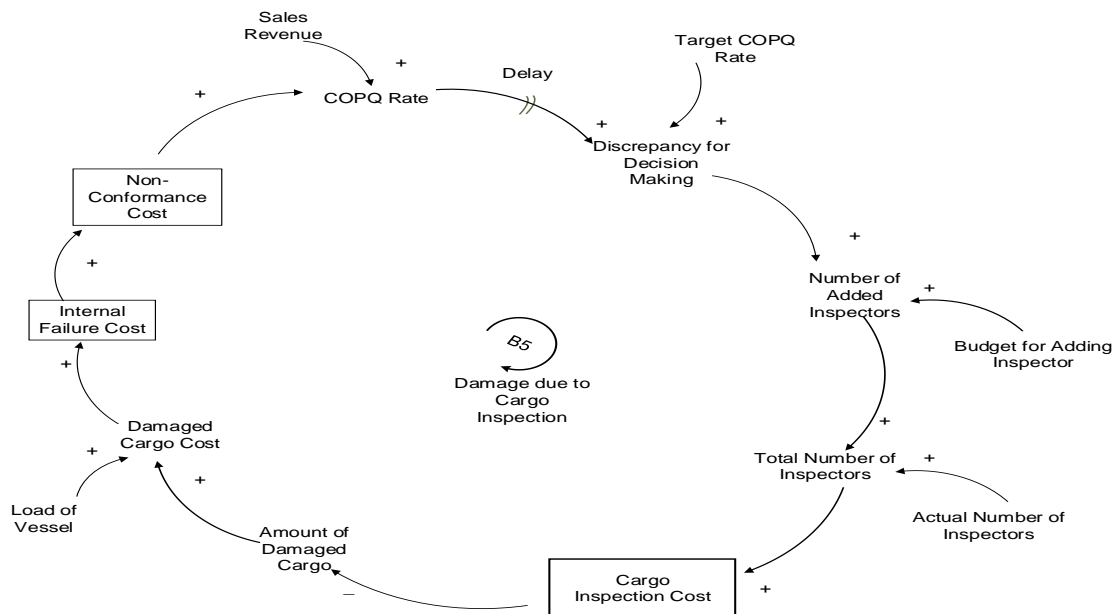 Sales
Revenue
+
COPQ Rate
Delay
Target COPQ
Rate
+
+
Discrepancy for
Decision
Making
+
Number of
Added
Inspectors
+
Budget for Adding
Inspector
+
Total Number of
Inspectors
+
Actual Number of
Inspectors
+
Cargo
Inspection Cost
–
Amount of
Damaged
Cargo
+
Load of
Vessel
+
Damaged
Cargo Cost
+
Internal
Failure Cost
+
Non-
Conformance
Cost
+
B5
Damage due to
Cargo
Inspection